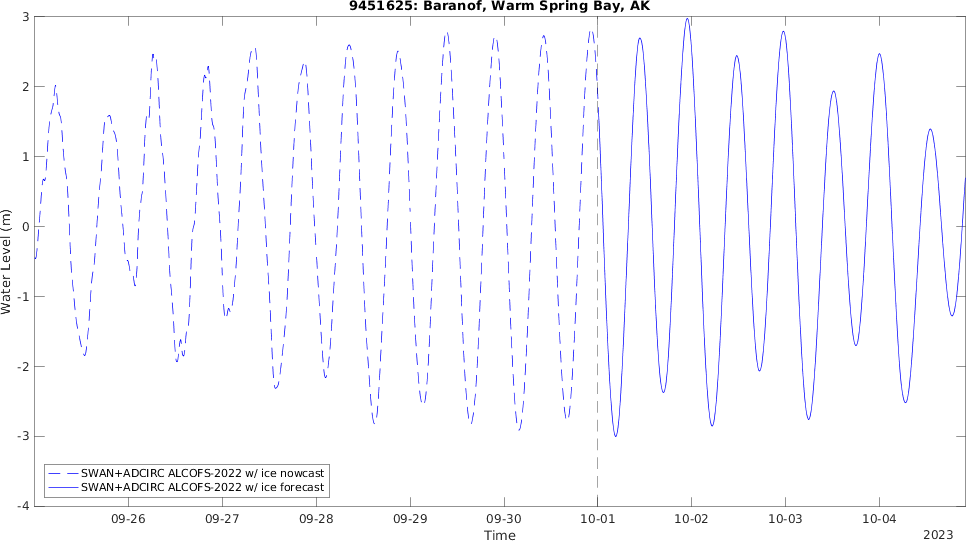 9451625: Baranof, Warm Spring Bay, AK
3
2
1
0
-1
-2
-3
-4
Water Level (m)
SWAN+ADCIRC ALCOFS-2022 w/ ice nowcast
SWAN+ADCIRC ALCOFS-2022 w/ ice forecast
09-26 09-27 09-28 09-29 09-30 10-01 10-02 10-03 10-04
Time
2023